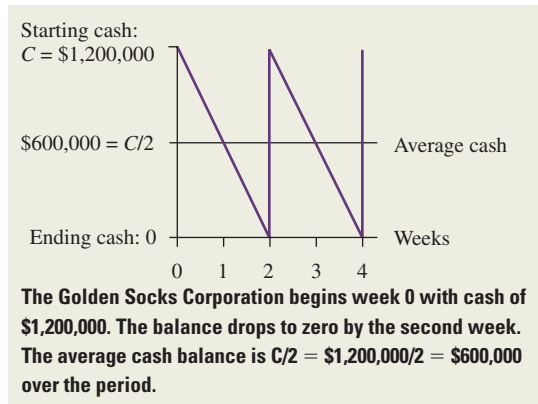 Starting cash:
C = $1,200,000
$600,000 = C/2
Average cash
Ending cash: 0
Weeks
0 1 2 3 4
The Golden Socks Corporation begins week 0 with cash of
$1,200,000. The balance drops to zero by the second week.
The average cash balance is C/2 = $1,200,000/2 = $600,000
over the period.